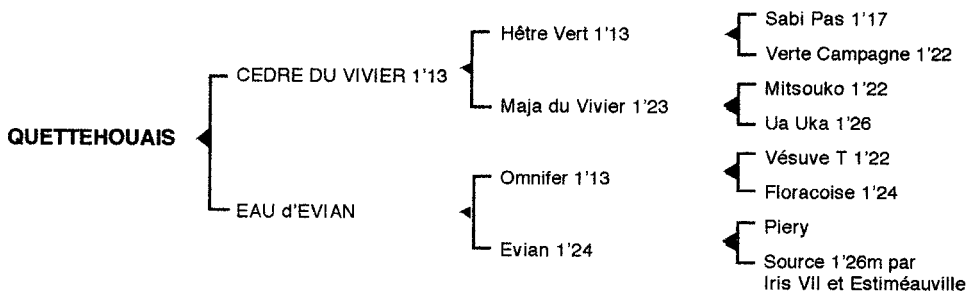 Sabi Pas 1'17
Hêtre Vert 1'13
Verte Campagne 1'22
CEDRE DU VIVIER 1'13
Mitsouko 1'22
Maja du Vivier 1'23
Ua Uka 1'26
QUETTEHOUAIS
Vésuve T 1'22
Omnifer 1'13
Floracoise 1'24
EAU d'EVIAN
Piery
Evian 1'24
Source 1'26m par
Iris VII et Estiméauville